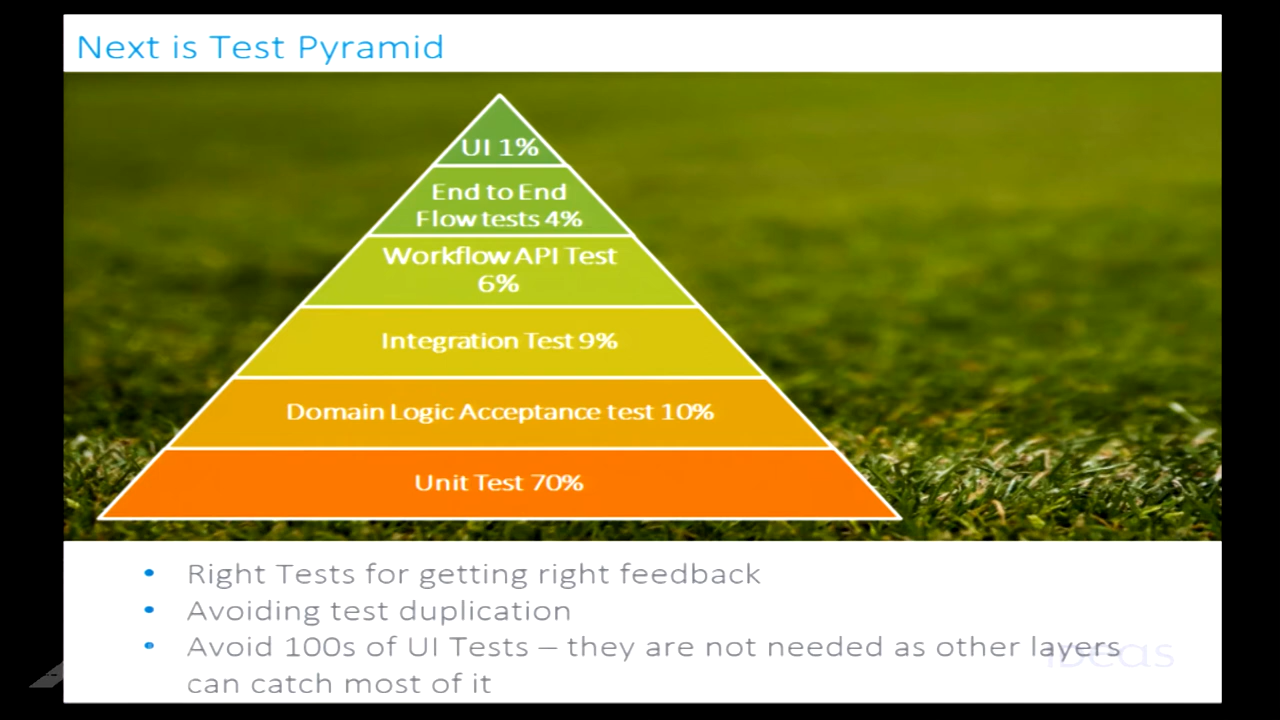 Next is Test Pyramid
UI 1%
End to End
Flow tests 4%
Workflow API Test
6%
Integration Test 9%
Domain Logic Acceptance test 10%
Unit Test 70%
• Right Tests for getting right feedback
• Avoiding test duplication
• Avoid 100s of UI Tests – they are not needed as other layers
can catch most of it
ideas